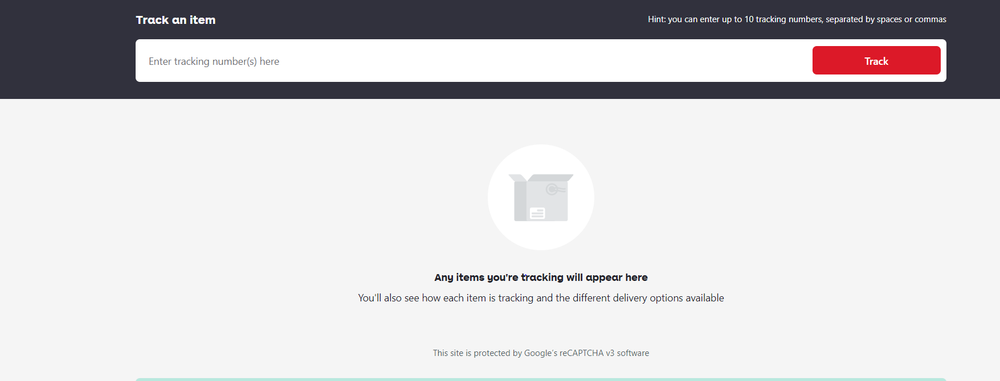 Track an item
Hint: you can enter up to 10 tracking numbers, separated by spaces or commas
Enter tracking number(s) here
Track
Any items you're tracking will appear here
You'll also see how each item is tracking and the different delivery options available
This site is protected by Google’s reCAPTCHA v3 software